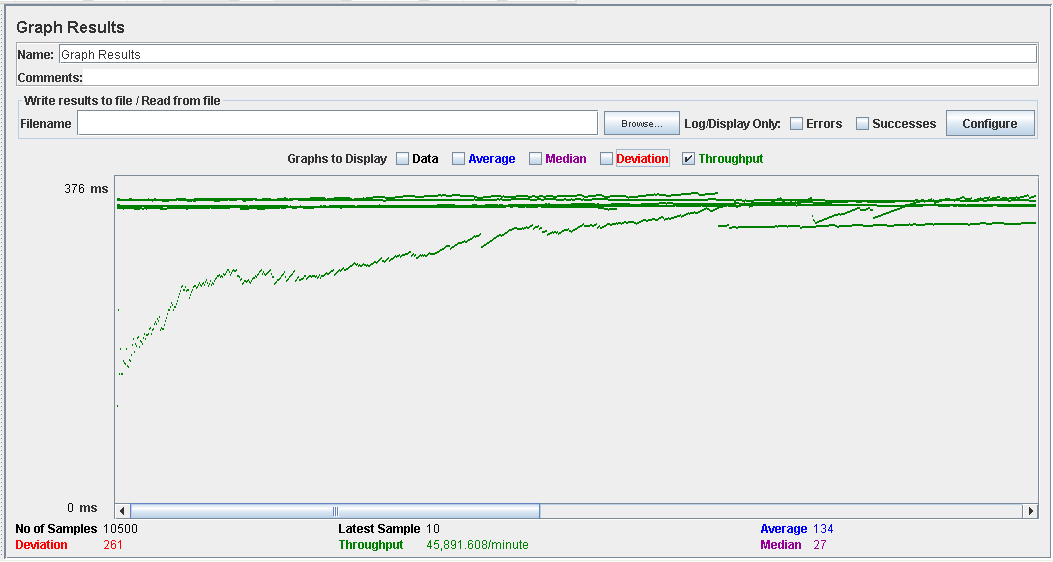 Graph Results
Name: Graph Results
Comments:
Write results to file / Read from file
Filename Browse... Log/Display Only: Errors Successes Configure
Graphs to Display Data Average Median Deviation Throughput
376 ms
0 ms
No of Samples 10500 Latest Sample 10 Average 134
Deviation 261 Throughput 45,891.608/minute Median 27